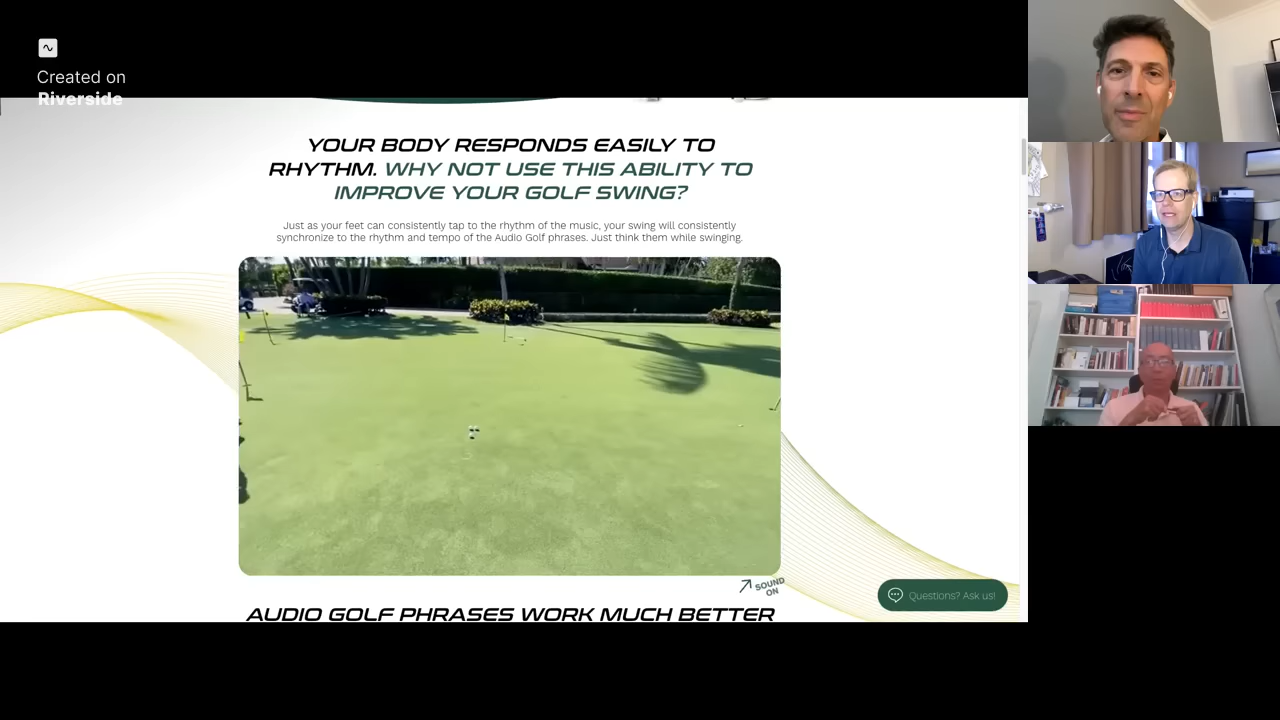 Created on
Riverside
YOUR BODY RESPONDS EASILY TO
RHYTHM. WHY NOT USE THIS ABILITY TO
IMPROVE YOUR GOLF SWING?
Just as your feet can consistently tap to the rhythm of the music, your swing will consistently
synchronize to the rhythm and tempo of the Audio Golf phrases. Just think them while swinging.
SOUND
ON
Questions? Ask us!
AUDIO GOLF PHRASES WORK MUCH BETTER